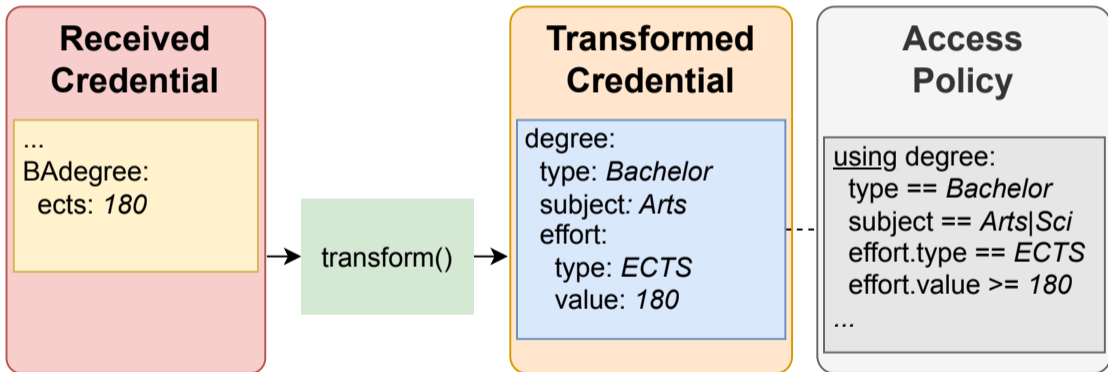 Received
Credential
...
BAdegree:
ects: 180
transform()
Transformed
Credential
degree:
type: Bachelor
subject: Arts
effort:
type: ECTS
value: 180
Access
Policy
using degree:
type == Bachelor
subject == Arts|Sci
effort.type == ECTS
effort.value >= 180
...